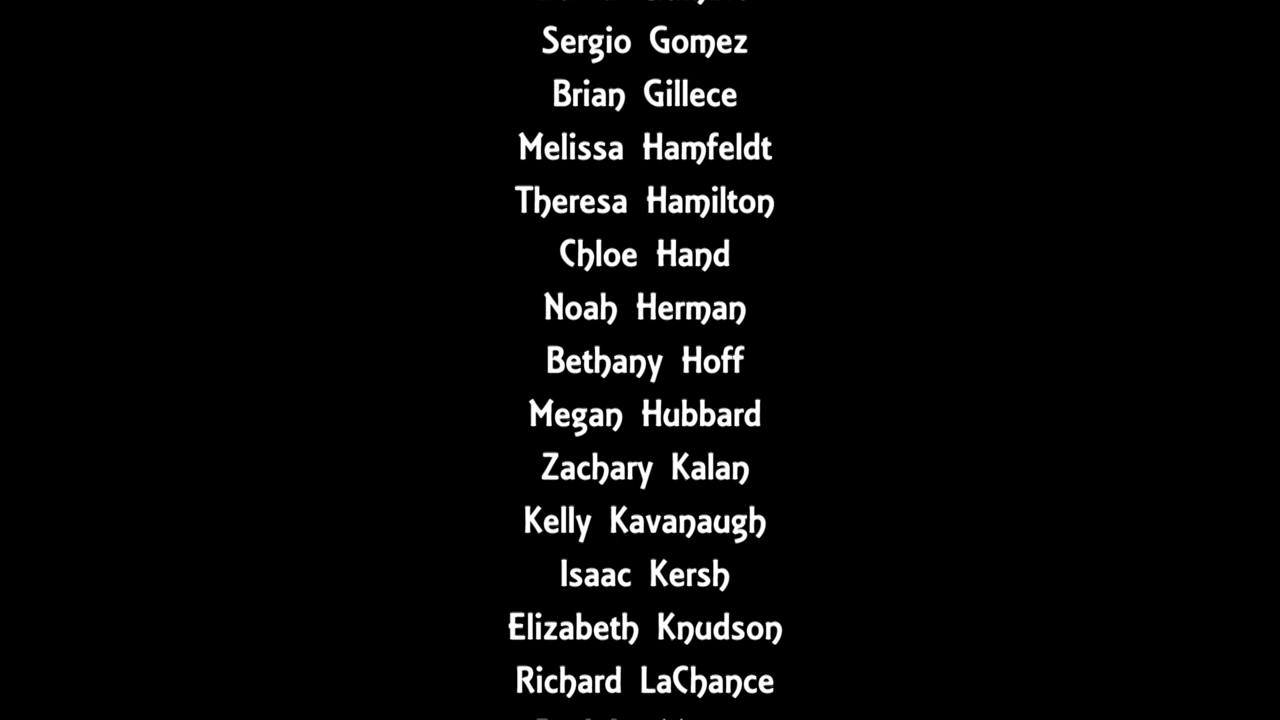 Sergio Gomez
Brian Gillece
Melissa Hamfeldt
Theresa Hamilton
Chloe Hand
Noah Herman
Bethany Hoff
Megan Hubbard
Zachary Kalan
Kelly Kavanaugh
Isaac Kersh
Elizabeth Knudson
Richard LaChance